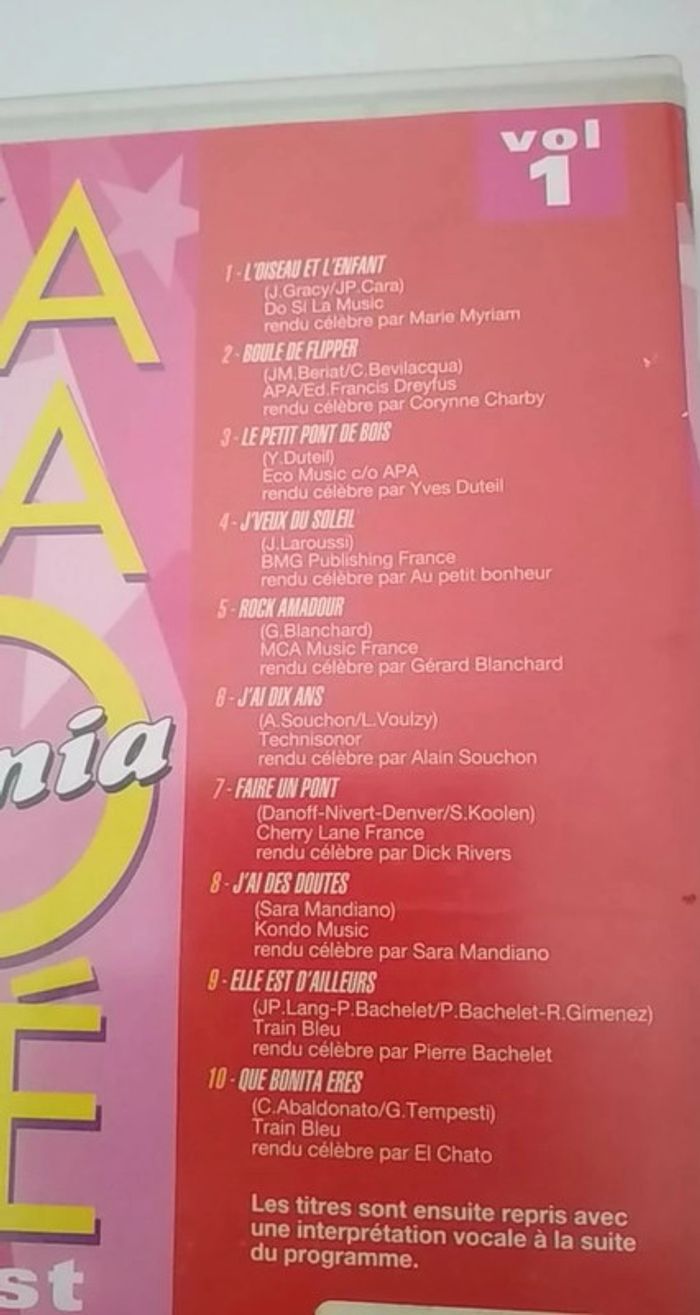 vol
1
1 - L'OISEAU ET L'ENFANT
(J.Gracy/JP.Cara)
Do Si La Music
rendu célèbre par Marie Myriam
2 - BOULE DE FLIPPER
(JM.Beriat/C.Bevilacqua)
APA/Ed.Francis Dreyfus
rendu célèbre par Corynne Charby
3 - LE PETIT PONT DE BOIS
(Y.Duteil)
Eco Music c/o APA
rendu célèbre par Yves Duteil
4 - J'VEUX DU SOLEIL
(J.Laroussi)
BMG Publishing France
rendu célèbre par Au petit bonheur
5 - ROCK AMADOUR
(G.Blanchard)
MCA Music France
rendu célèbre par Gérard Blanchard
6 - J'AI DIX ANS
(A.Souchon/L.Voulzy)
Technisonor
rendu célèbre par Alain Souchon
7 - FAIRE UN PONT
(Danoff-Nivert-Denver/S.Koolen)
Cherry Lane France
rendu célèbre par Dick Rivers
8 - J'AI DES DOUTES
(Sara Mandiano)
Kondo Music
rendu célèbre par Sara Mandiano
9 - ELLE EST D'AILLEURS
(JP.Lang-P.Bachelet/P.Bachelet-R.Gimenez)
Train Bleu
rendu célèbre par Pierre Bachelet
10 - QUE BONITA ERES
(C.Abaldonato/G.Tempesti)
Train Bleu
rendu célèbre par El Chato
Les titres sont ensuite repris avec
une interprétation vocale à la suite
du programme.
A
A
O
nia
É
st